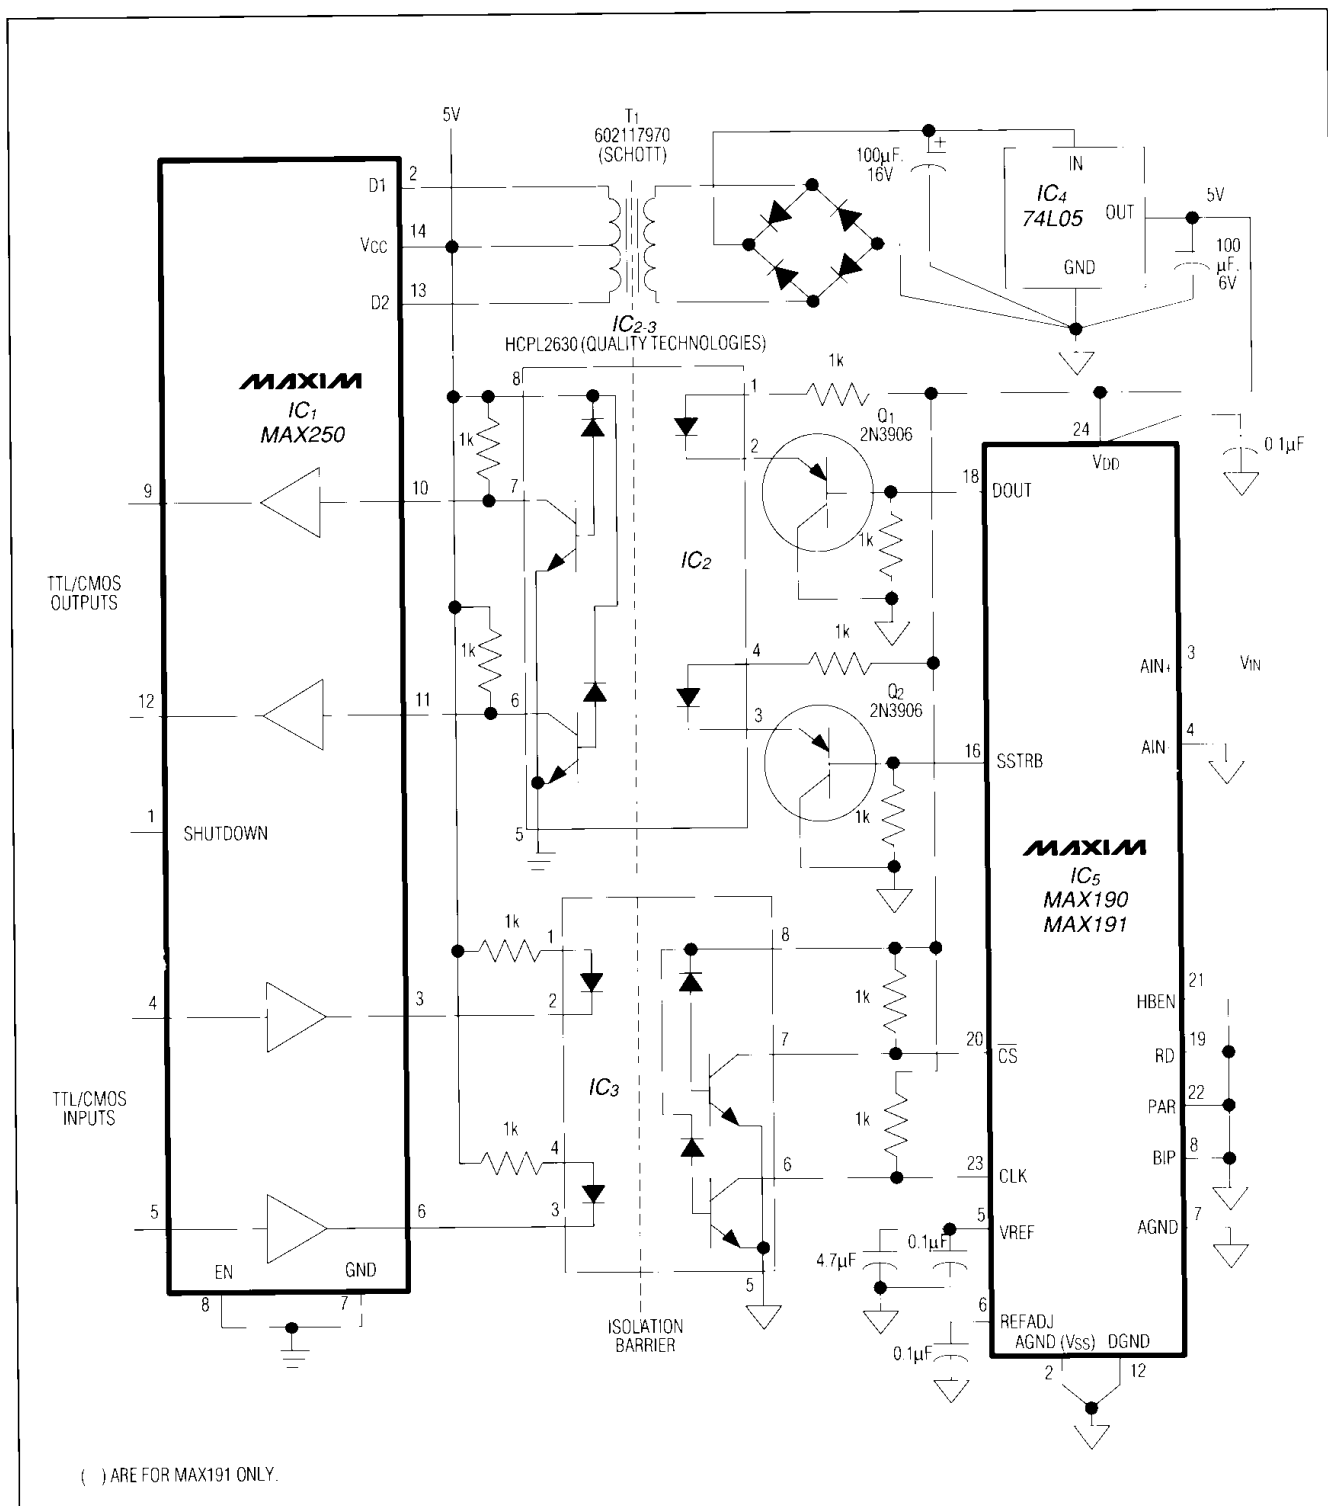 5V
T1
602117970
(SCHOTT)
100µF.
16V
+
IN
IC4
74L05
OUT
GND
5V
100
µF.
6V
D1
2
VCC
14
D2
13
IC2-3
HCPL2630 (QUALITY TECHNOLOGIES)
MAXIM
IC1
MAX250
8
1k
1
1k
Q1
2N3906
24
VDD
0.1µF
9
10
7
2
18
DOUT
1k
IC2
TTL/CMOS
OUTPUTS
1k
4
1k
3
AIN+
VIN
12
11
6
3
Q2
2N3906
16
SSTRB
4
AIN-
1
SHUTDOWN
5
1k
MAXIM
IC5
MAX190
MAX191
1k
1
8
21
HBEN
4
3
2
1k
7
20
CS
19
RD
IC3
TTL/CMOS
INPUTS
1k
4
1k
22
PAR
6
23
CLK
8
BIP
5
6
3
5
VREF
7
AGND
4.7µF
0.1µF
EN
GND
8
7
5
6
REFADJ
ISOLATION
BARRIER
0.1µF
AGND (VSS)
DGND
2
12
( ) ARE FOR MAX191 ONLY.